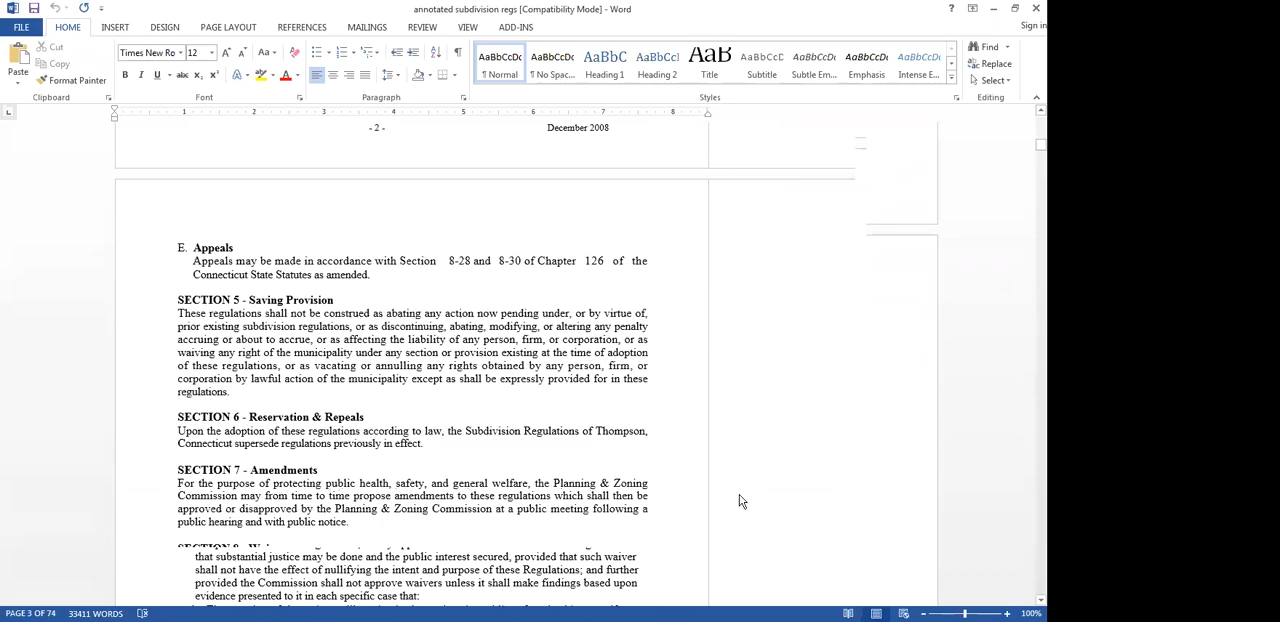 annotated subdivision regs [Compatibility Mode] - Word
Sign in
FILE HOME INSERT DESIGN PAGE LAYOUT REFERENCES MAILINGS REVIEW VIEW ADD-INS
Paste
Cut
Copy
Format Painter
Clipboard
Times New Ro 12
Font
Paragraph
AaBbCcDc AaBbCcDc AaBbC AaBbCcl AaB AaBbCcC AaBbCcDc AaBbCcDc AaBbCcDc
¶ Normal ¶ No Spac... Heading 1 Heading 2 Title Subtitle Subtle Em... Emphasis Intense E...
Styles
Find
Replace
Select
Editing
1 2 3 4 5 6 7 8
- 2 - December 2008
E. Appeals
Appeals may be made in accordance with Section 8-28 and 8-30 of Chapter 126 of the
Connecticut State Statutes as amended.
SECTION 5 - Saving Provision
These regulations shall not be construed as abating any action now pending under, or by virtue of,
prior existing subdivision regulations, or as discontinuing, abating, modifying, or altering any penalty
accruing or about to accrue, or as affecting the liability of any person, firm, or corporation, or as
waiving any right of the municipality under any section or provision existing at the time of adoption
of these regulations, or as vacating or annulling any rights obtained by any person, firm, or
corporation by lawful action of the municipality except as shall be expressly provided for in these
regulations.
SECTION 6 - Reservation & Repeals
Upon the adoption of these regulations according to law, the Subdivision Regulations of Thompson,
Connecticut supersede regulations previously in effect.
SECTION 7 - Amendments
For the purpose of protecting public health, safety, and general welfare, the Planning & Zoning
Commission may from time to time propose amendments to these regulations which shall then be
approved or disapproved by the Planning & Zoning Commission at a public meeting following a
public hearing and with public notice.
that substantial justice may be done and the public interest secured, provided that such waiver
shall not have the effect of nullifying the intent and purpose of these Regulations; and further
provided the Commission shall not approve waivers unless it shall make findings based upon
evidence presented to it in each specific case that:
PAGE 3 OF 74 33411 WORDS 100%